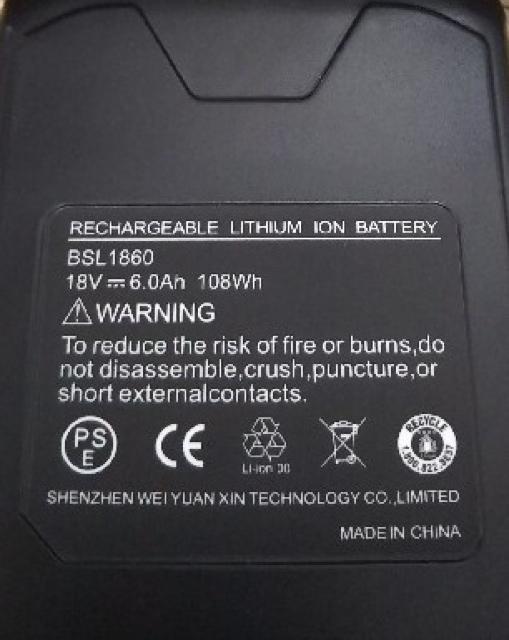 RECHARGEABLE LITHIUM ION BATTERY
BSL1860
18V⎓6.0Ah 108Wh
⚠WARNING
To reduce the risk of fire or burns,do
not disassemble,crush,puncture,or
short externalcontacts.
PS
E
CE
Li-ion 00
RECYCLE
SHENZHEN WEI YUAN XIN TECHNOLOGY CO.,LIMITED
MADE IN CHINA